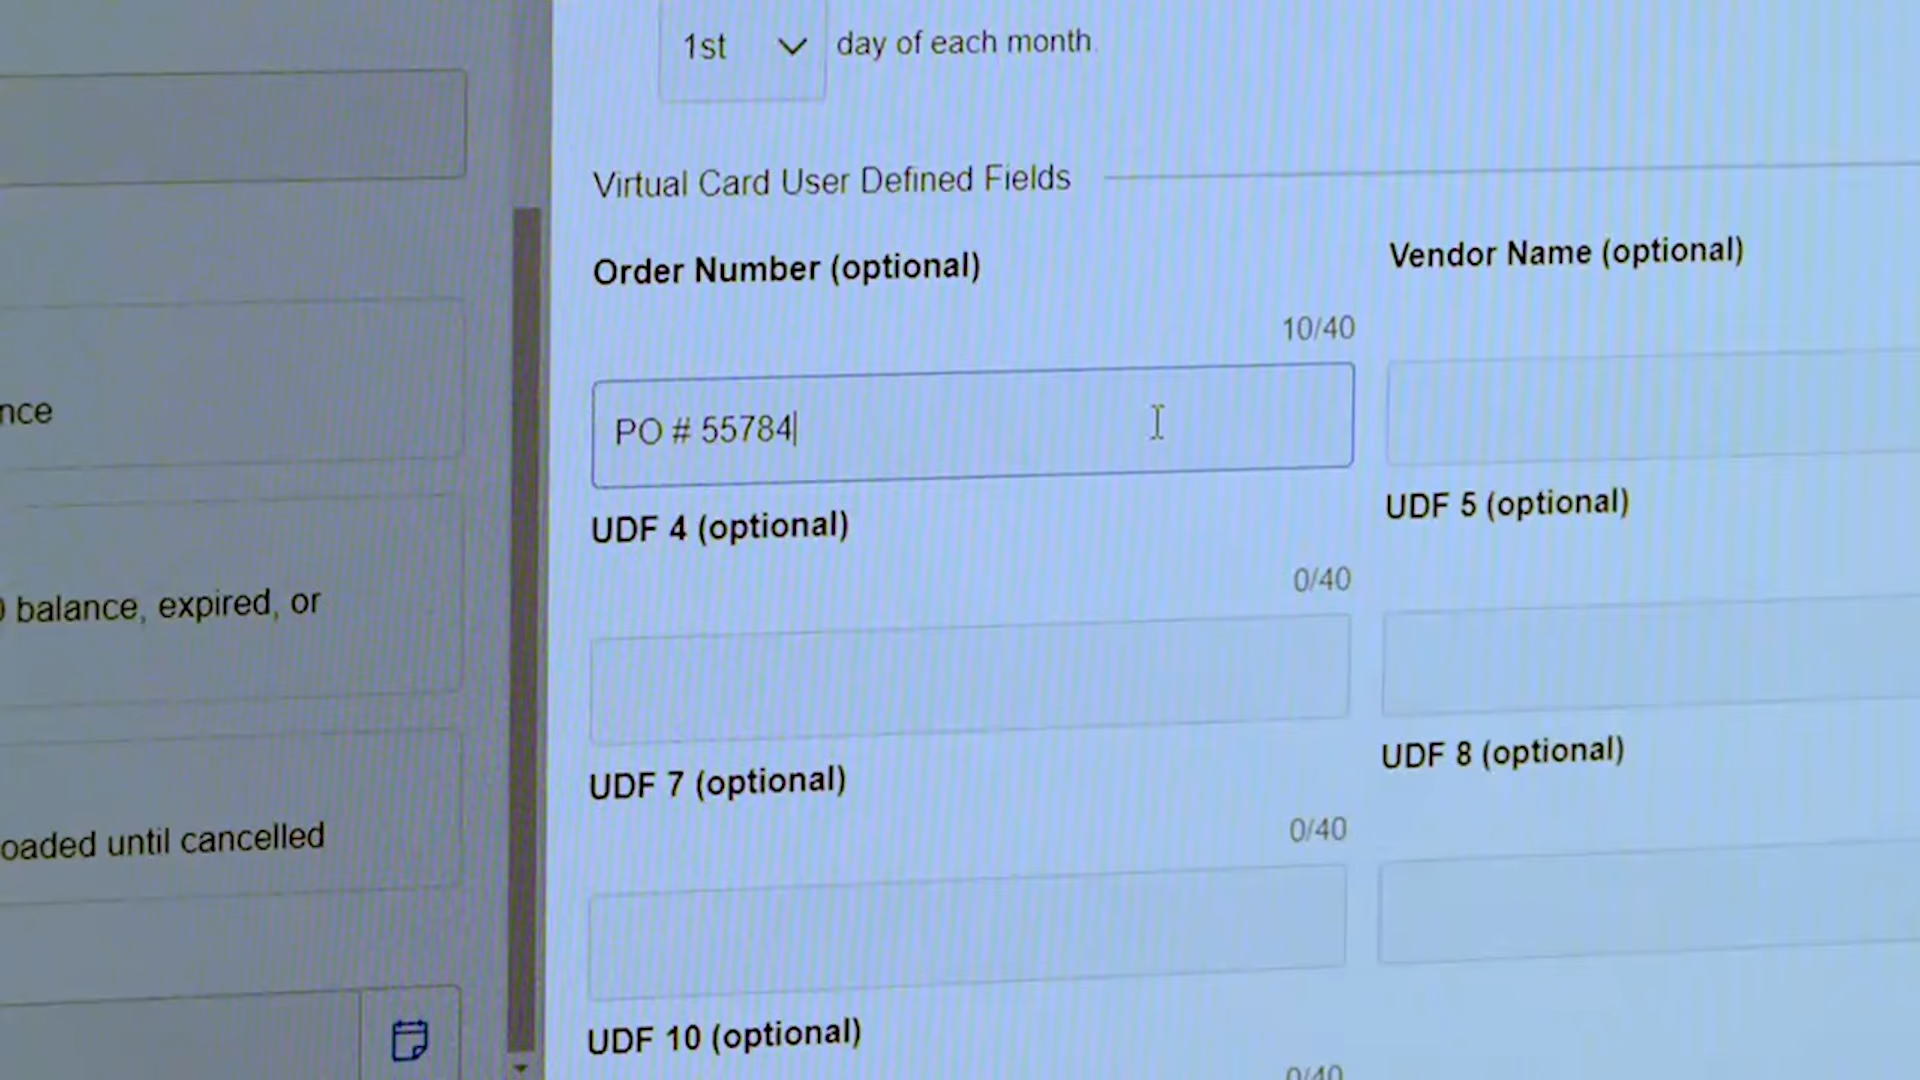 1st day of each month.
Virtual Card User Defined Fields
Order Number (optional)
Vendor Name (optional)
10/40
PO # 55784
UDF 4 (optional)
UDF 5 (optional)
0/40
UDF 7 (optional)
UDF 8 (optional)
0/40
UDF 10 (optional)
0/40
nce
balance, expired, or
oaded until cancelled